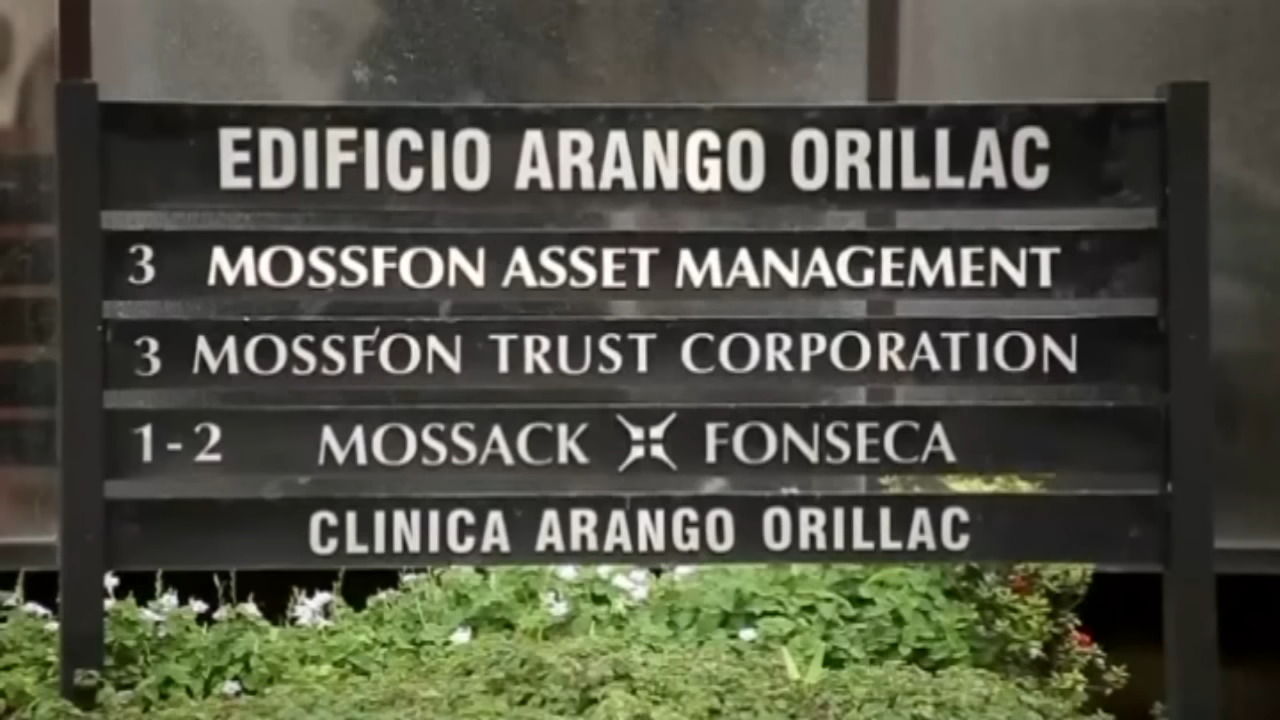 EDIFICIO ARANGO ORILLAC
3 MOSSFON ASSET MANAGEMENT
3 MOSSFON TRUST CORPORATION
1-2 MOSSACK FONSECA
CLINICA ARANGO ORILLAC